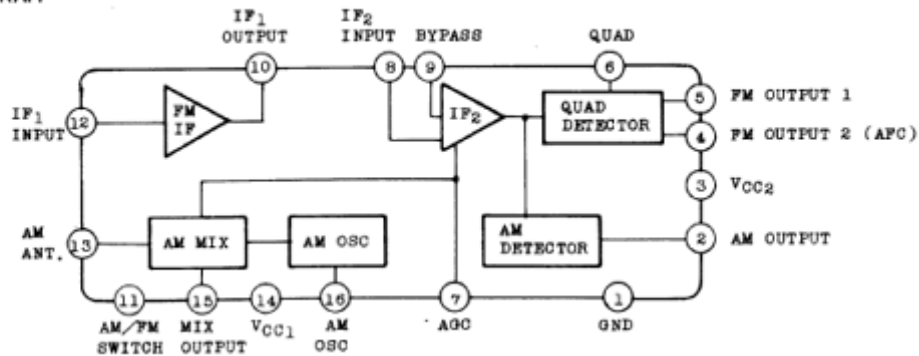 IF1
OUTPUT
IF2
INPUT
BYPASS
QUAD
10
8
9
6
IF1
INPUT
12
FM
IF
IF2
QUAD
DETECTOR
5
FM OUTPUT 1
4
FM OUTPUT 2 (AFC)
3
VCC2
AM
ANT.
13
AM MIX
AM OSC
AM
DETECTOR
2
AM OUTPUT
11
15
14
16
7
1
AM/FM
SWITCH
MIX
OUTPUT
VCC1
AM
OSC
AGC
GND